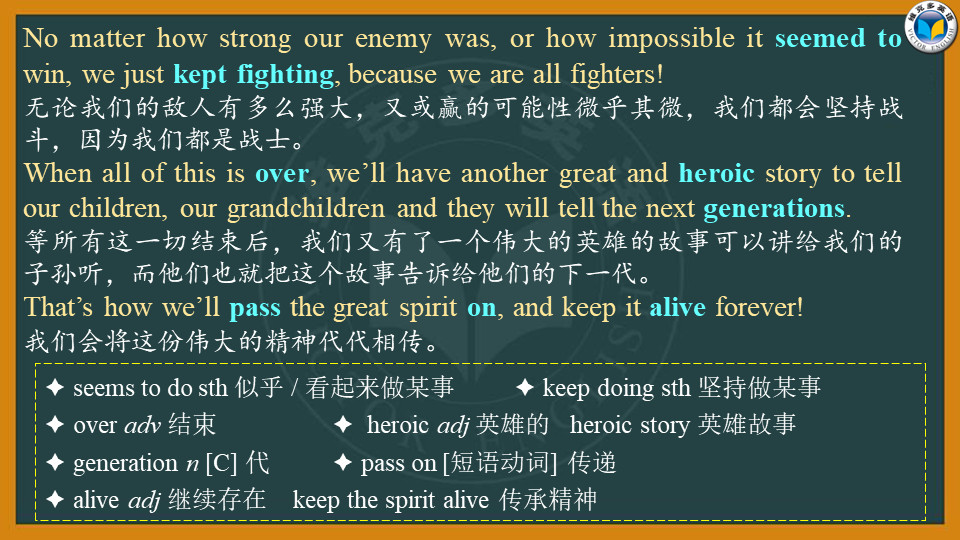 No matter how strong our enemy was, or how impossible it seemed to
win, we just kept fighting, because we are all fighters!
无论我们的敌人有多么强大，又或赢的可能性微乎其微，我们都会坚持战
斗，因为我们都是战士。
When all of this is over, we’ll have another great and heroic story to tell
our children, our grandchildren and they will tell the next generations.
等所有这一切结束后，我们又有了一个伟大的英雄的故事可以讲给我们的
子孙听，而他们也就把这个故事告诉给他们的下一代。
That’s how we’ll pass the great spirit on, and keep it alive forever!
我们会将这份伟大的精神代代相传。
✦ seems to do sth 似乎 / 看起来做某事 ✦ keep doing sth 坚持做某事
✦ over adv 结束 ✦ heroic adj 英雄的 heroic story 英雄故事
✦ generation n [C] 代 ✦ pass on [短语动词] 传递
✦ alive adj 继续存在 keep the spirit alive 传承精神
维克多英语
VICTOR ENGLISH